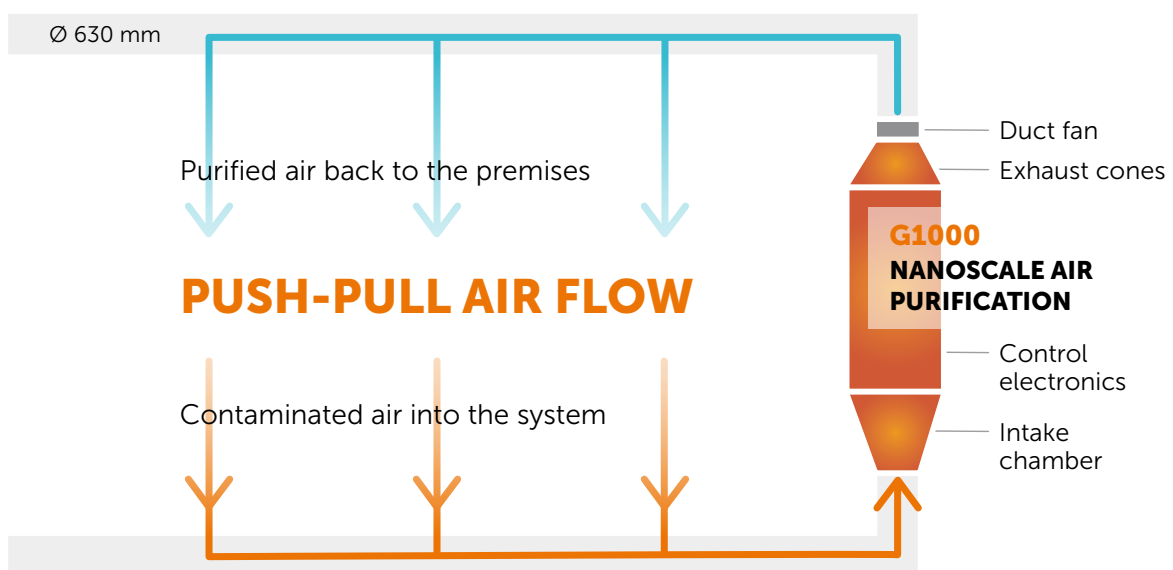 Ø 630 mm
Duct fan
Purified air back to the premises
Exhaust cones
G1000
NANOSCALE AIR
PURIFICATION
PUSH-PULL AIR FLOW
Control
electronics
Contaminated air into the system
Intake
chamber